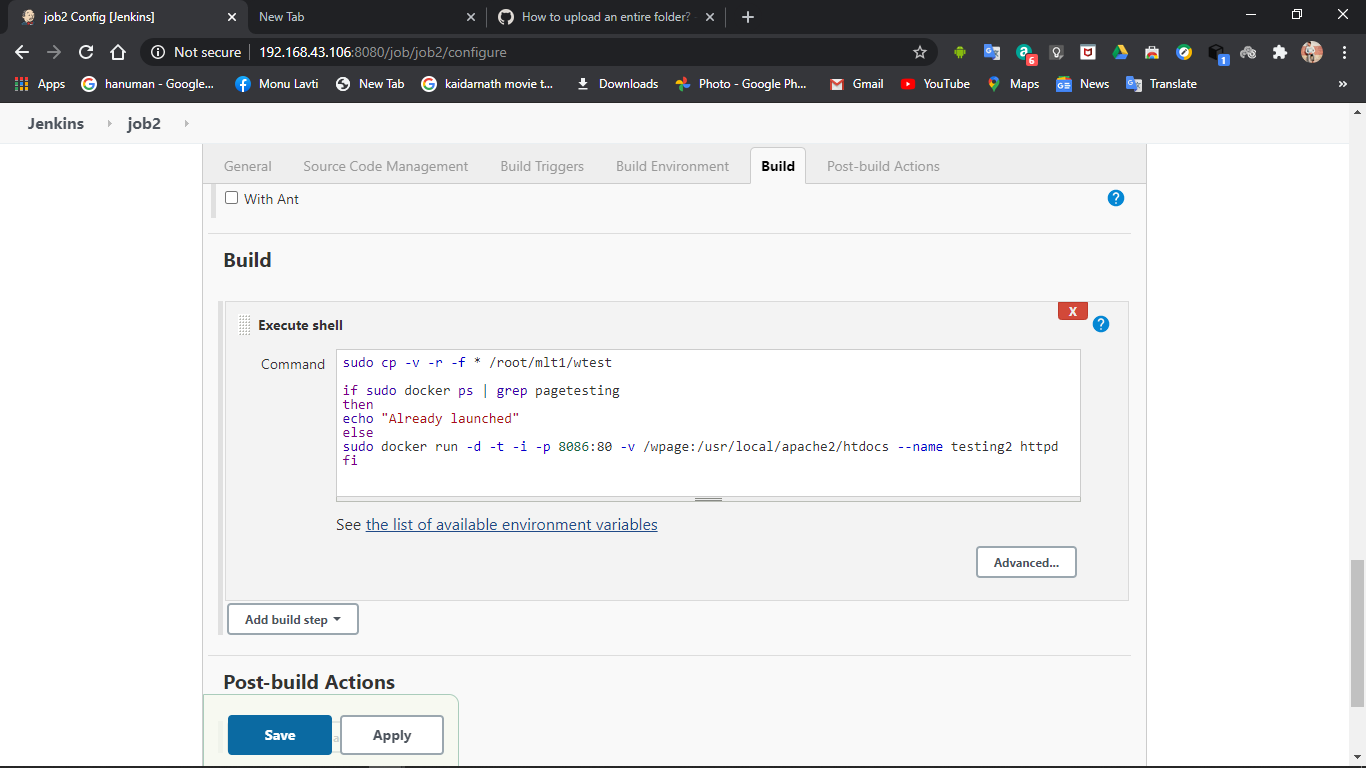 job2 Config [Jenkins]
New Tab
How to upload an entire folder?
Not secure
192.168.43.106:8080/job/job2/configure
6
1
Apps
hanuman - Google...
Monu Lavti
New Tab
kaidarnath movie t...
Downloads
Photo - Google Ph...
Gmail
YouTube
Maps
News
Translate
»
Jenkins
job2
General
Source Code Management
Build Triggers
Build Environment
Build
Post-build Actions
With Ant
?
Build
X
?
Execute shell
Command
sudo cp -v -r -f * /root/mlt1/wtest
if sudo docker ps | grep pagetesting
then
echo "Already launched"
else
sudo docker run -d -t -i -p 8086:80 -v /wpage:/usr/local/apache2/htdocs --name testing2 httpd
fi
See the list of available environment variables
Advanced...
Add build step
Post-build Actions
Save
Apply